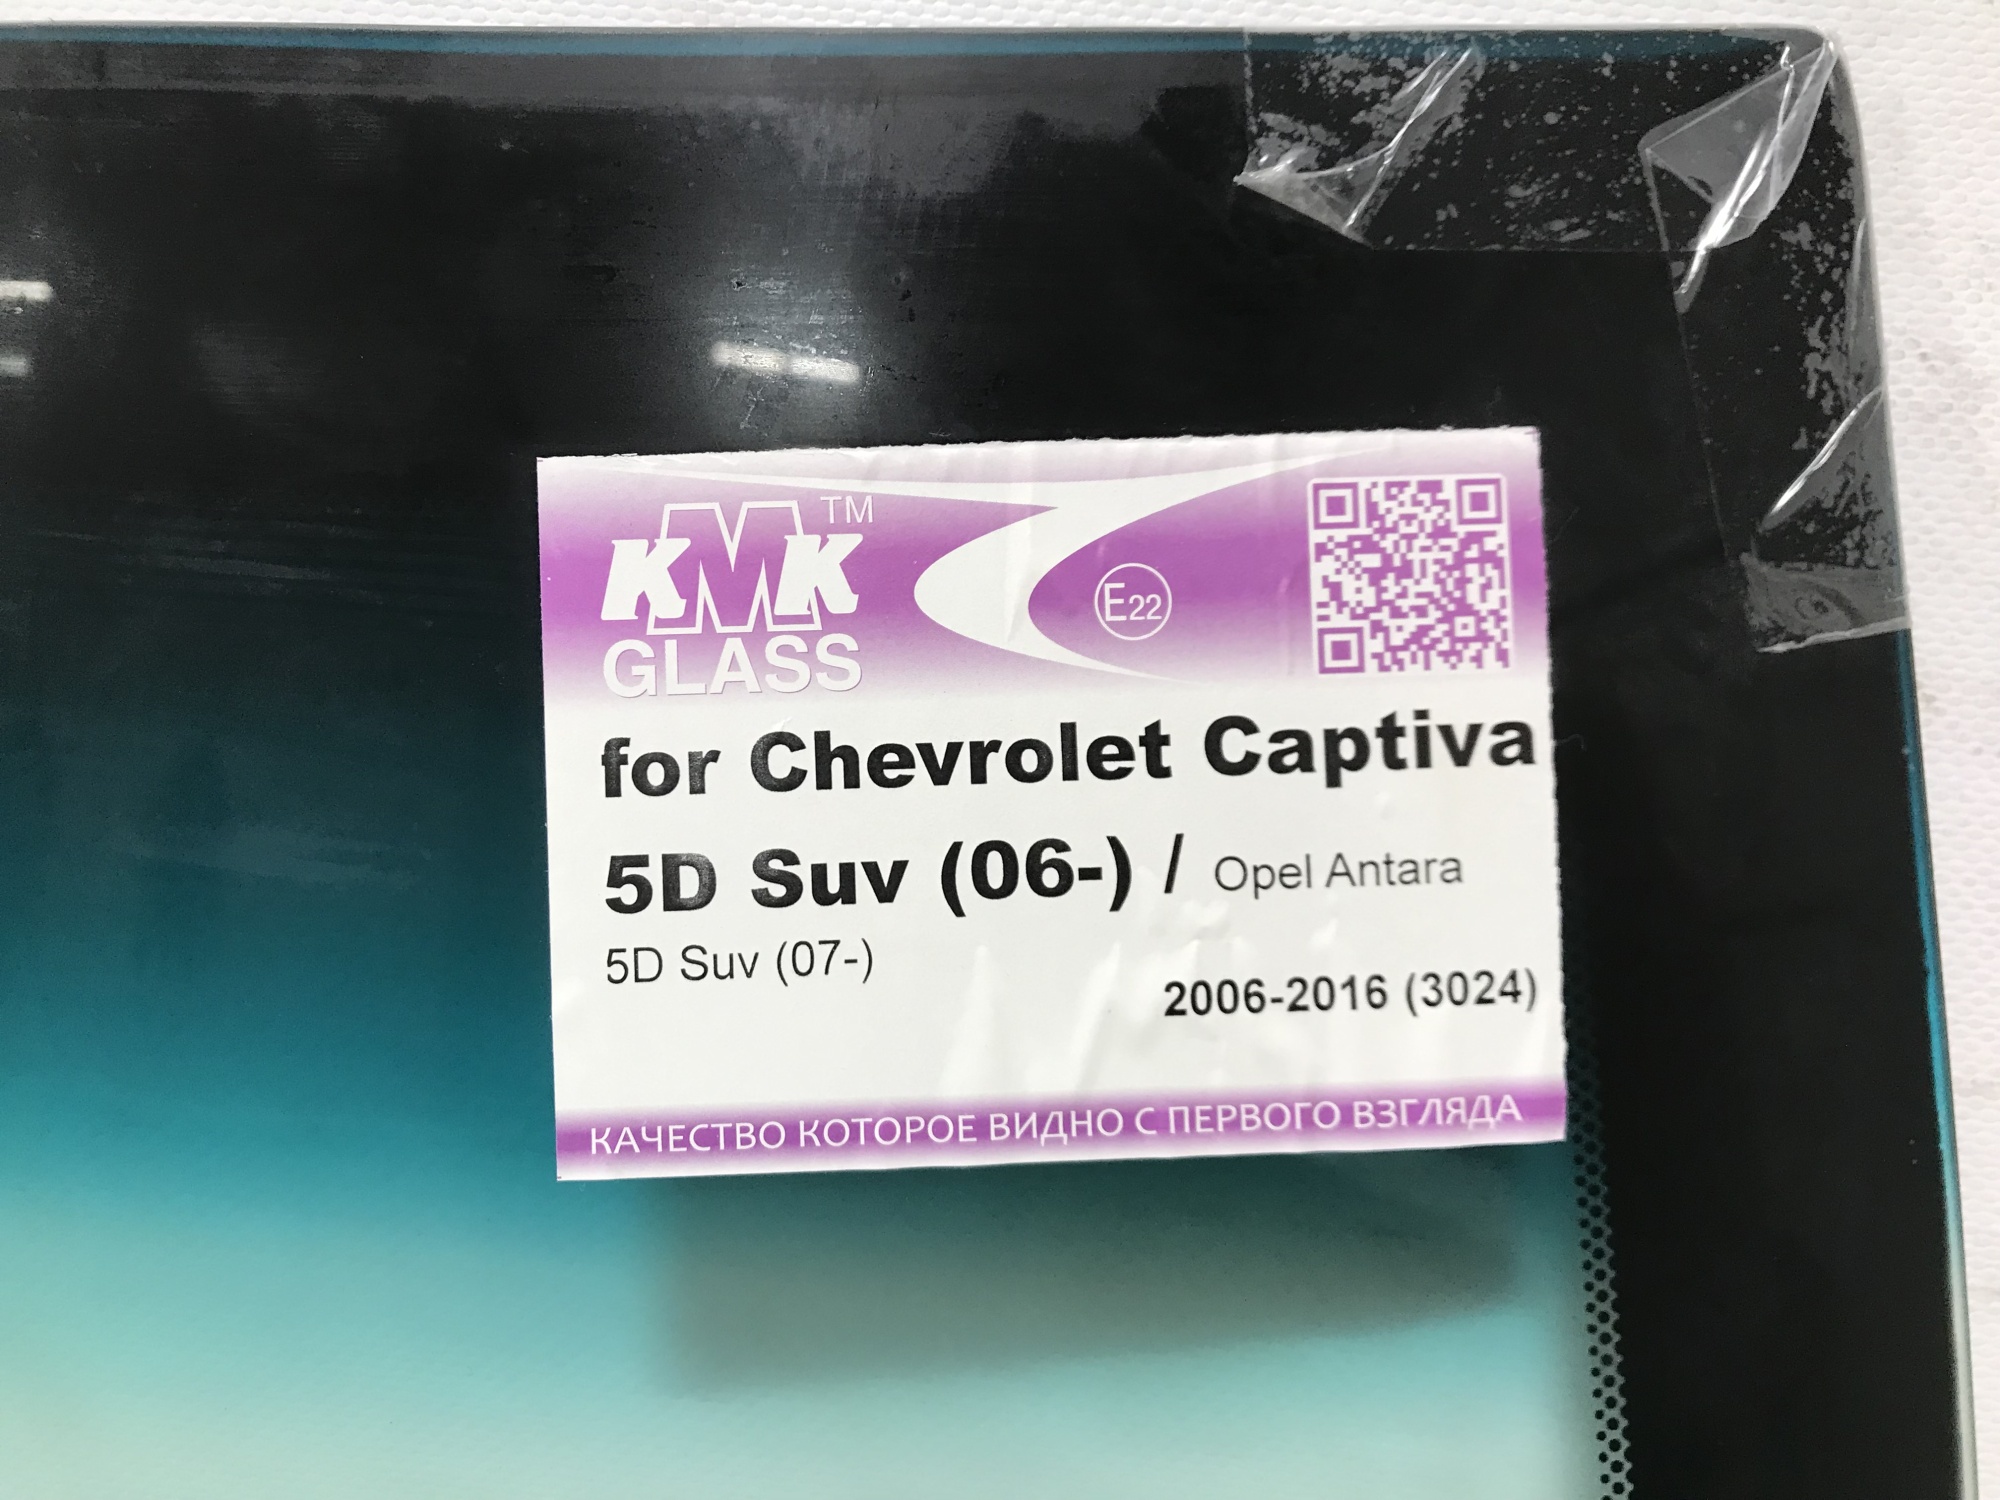 KMK TM
GLASS
E22
for Chevrolet Captiva
5D Suv (06-) / Opel Antara
5D Suv (07-)
2006-2016 (3024)
КАЧЕСТВО КОТОРОЕ ВИДНО С ПЕРВОГО ВЗГЛЯДА